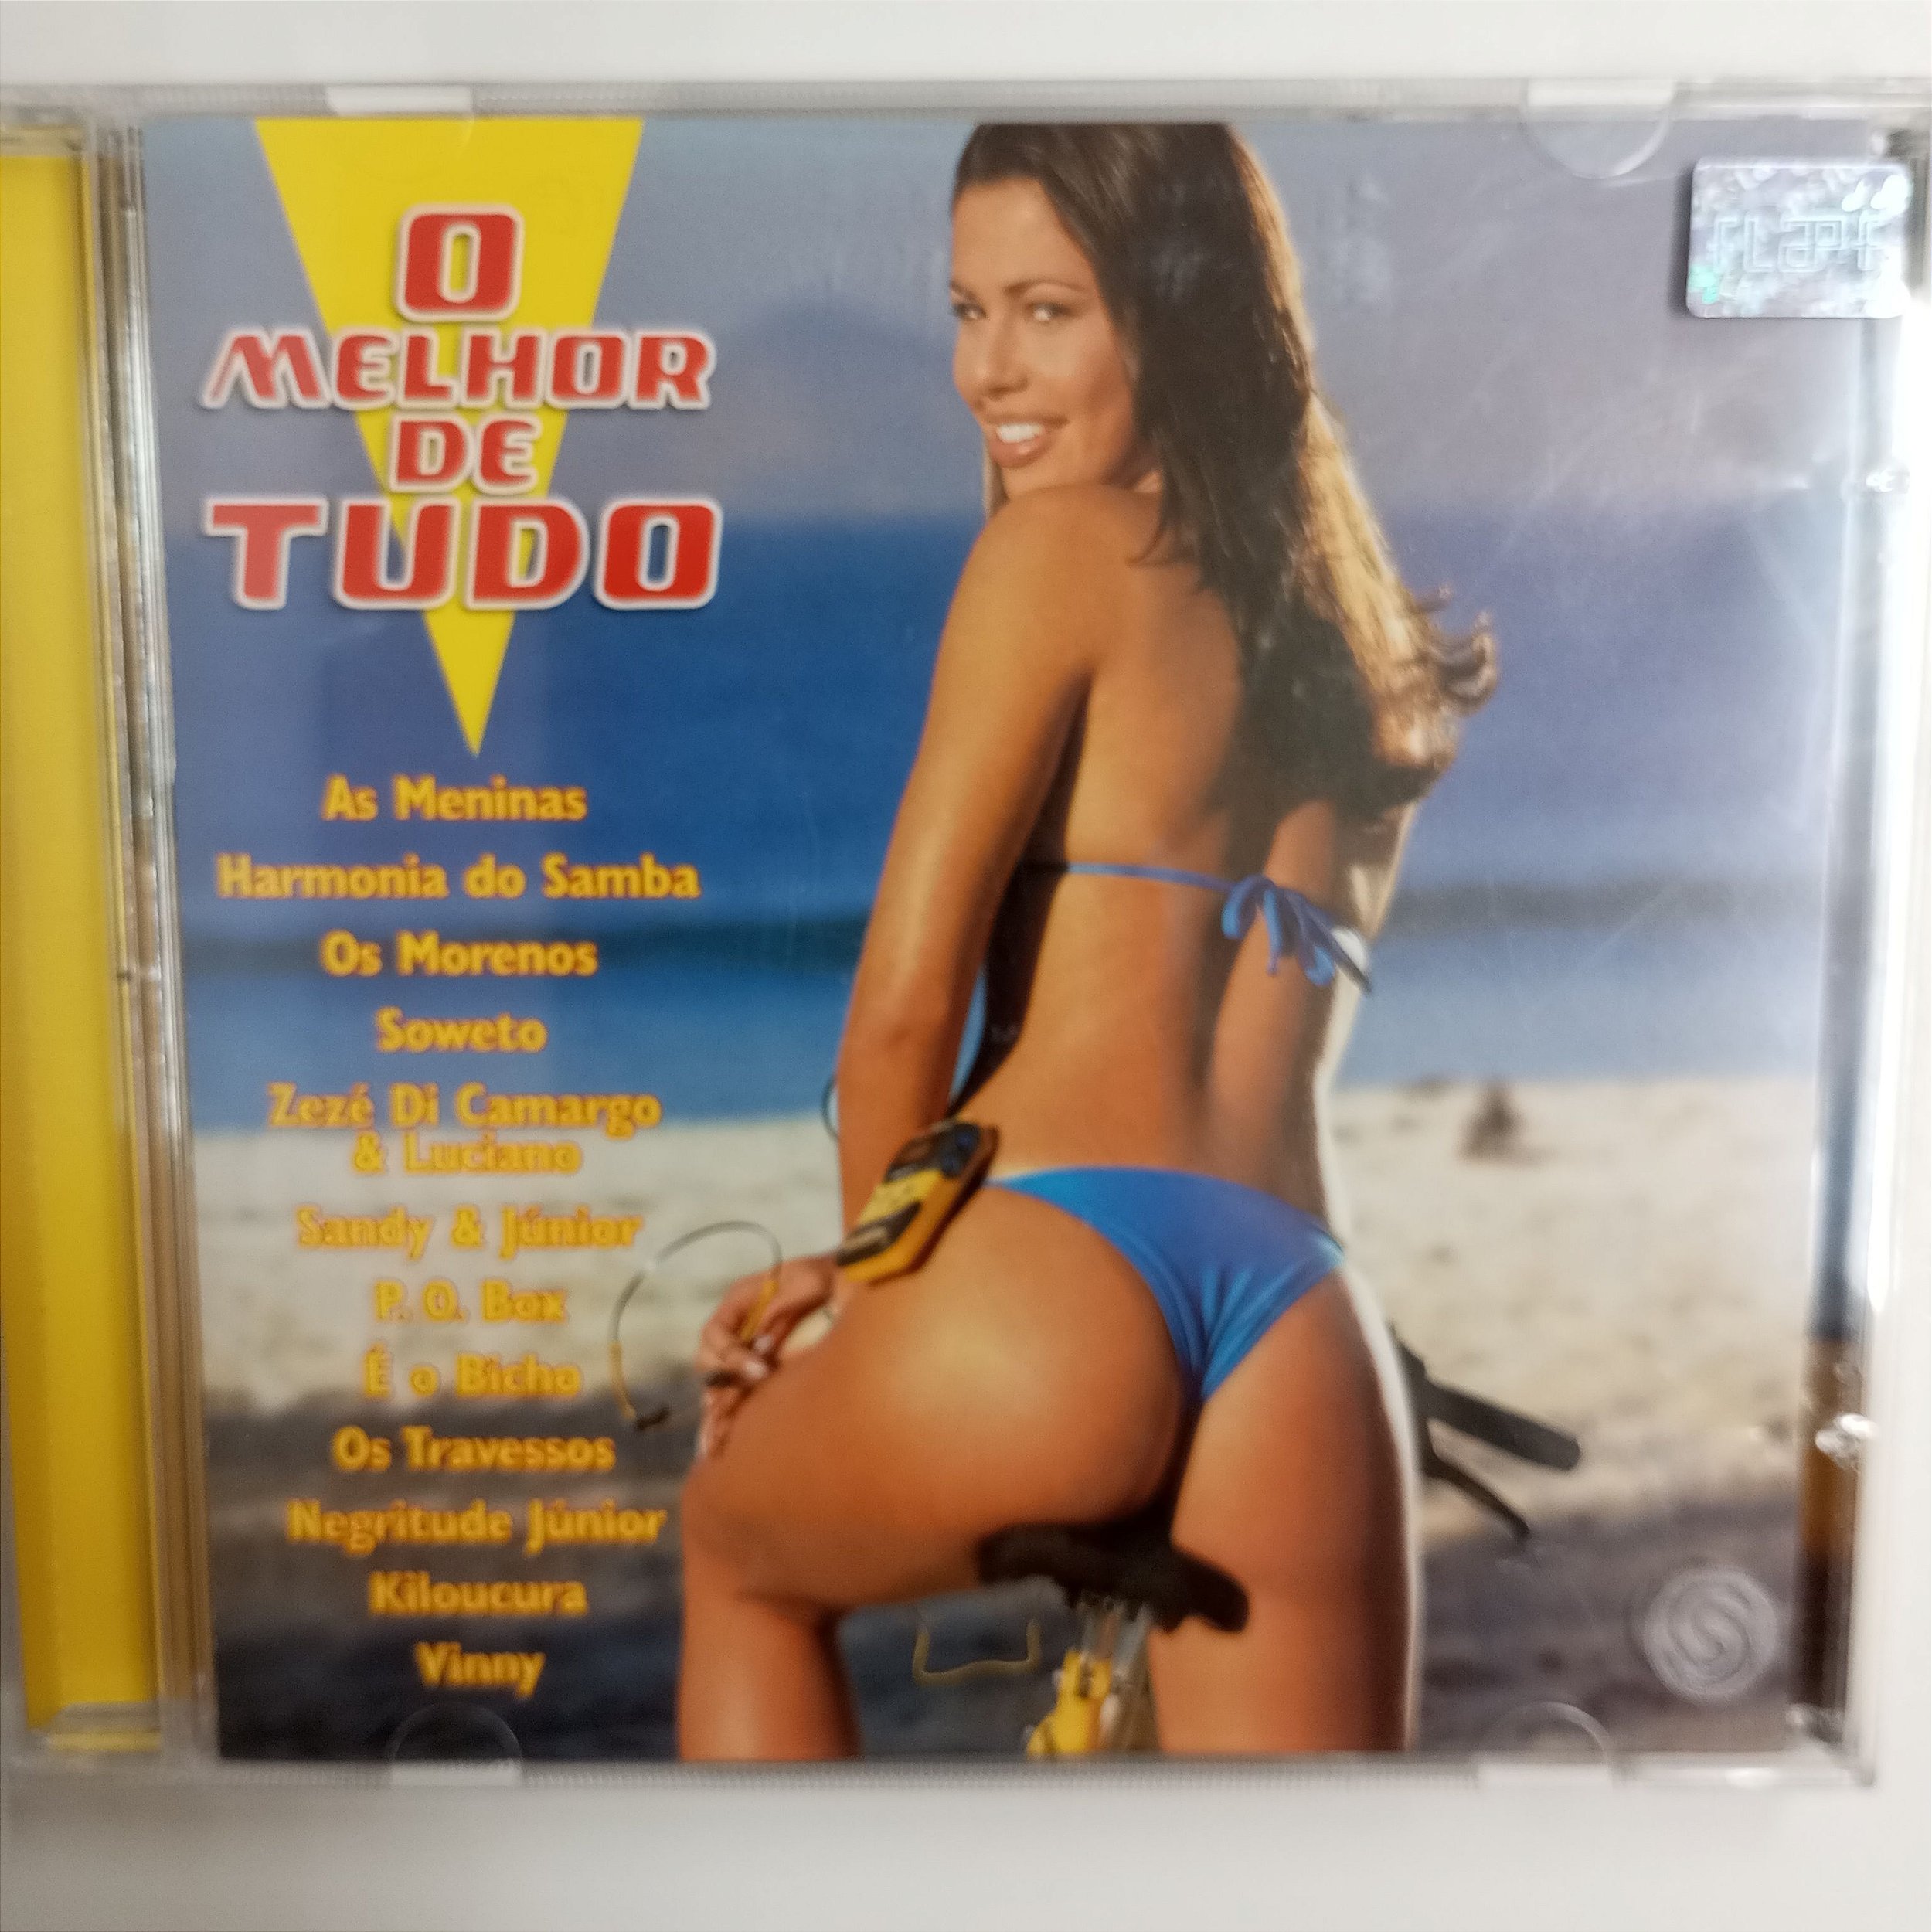 O
MELHOR
DE
TUDO
As Meninas
Harmonia do Samba
Os Morenos
Soweto
Zezé Di Camargo
& Luciano
Sandy & Júnior
P. O. Box
É o Bicho
Os Travessos
Negritude Júnior
Kiloucura
Vinny